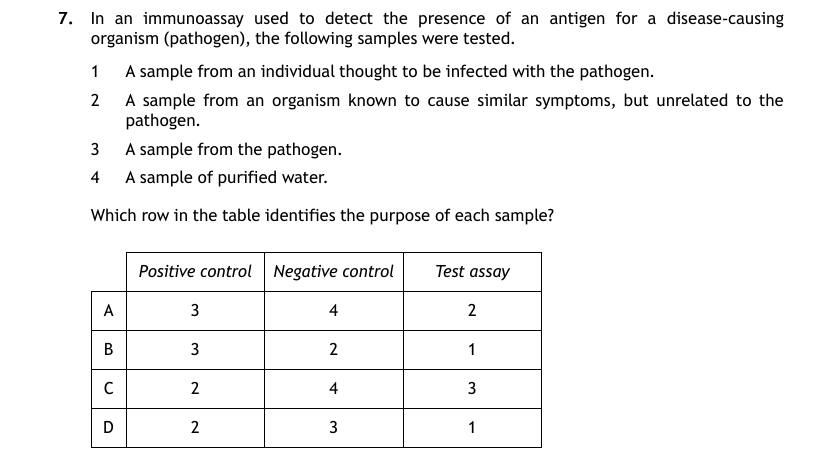 7. In an immunoassay used to detect the presence of an antigen for a disease-causing
organism (pathogen), the following samples were tested.
1 A sample from an individual thought to be infected with the pathogen.
2 A sample from an organism known to cause similar symptoms, but unrelated to the
pathogen.
3 A sample from the pathogen.
4 A sample of purified water.
Which row in the table identifies the purpose of each sample?
Positive control Negative control Test assay
A 3 4 2
B 3 2 1
C 2 4 3
D 2 3 1